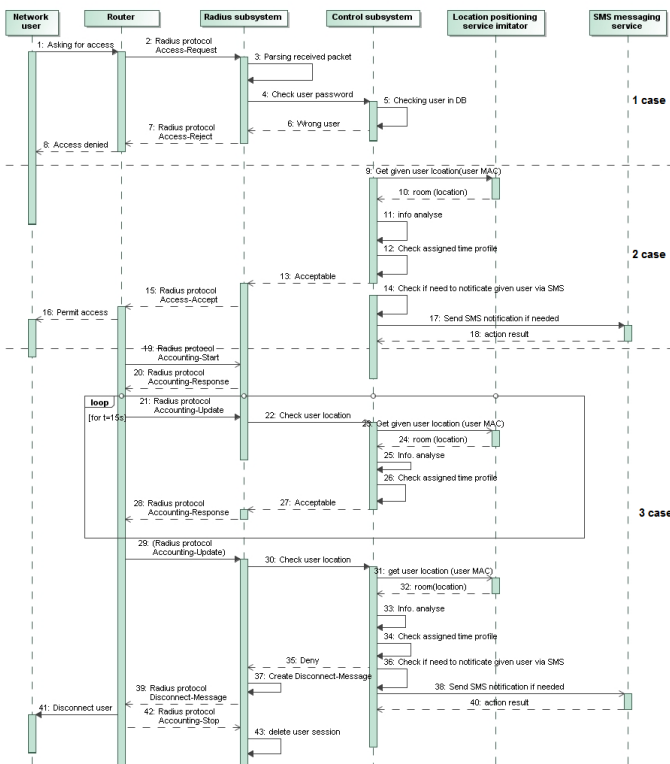 Network
user
Router
Radius subsystem
Control subsystem
Location positioning
service imitator
SMS messaging
service
1: Asking for access
2: Radius protocol
Access-Request
3: Parsing received packet
4: Check user password
5: Checking user in DB
1 case
6: Wrong user
7: Radius protocol
Access-Reject
8: Access denied
9: Get given user lcoation(user MAC)
10: room (location)
11: info analyse
12: Check assigned time profile
2 case
13: Acceptable
14: Check if need to notificate given user via SMS
15: Radius protocol
Access-Accept
16: Permit access
17: Send SMS notification if needed
18: action result
19: Radius protocol
Accounting-Start
20: Radius protocol
Accounting-Response
loop
[for t=15s]
21: Radius protocol
Accounting-Update
22: Check user location
23: Get given user location (user MAC)
24: room (location)
25: Info. analyse
26: Check assigned time profile
27: Acceptable
28: Radius protocol
Accounting-Response
3 case
29: (Radius protocol
Accounting-Update)
30: Check user location
31: get user location (user MAC)
32: room(location)
33: Info. analyse
34: Check assigned time profile
35: Deny
36: Check if need to notificate given user via SMS
37: Create Disconnect-Message
38: Send SMS notification if needed
39: Radius protocol
Disconnect-Message
40: action result
41: Disconnect user
42: Radius protocol
Accounting-Stop
43: delete user session